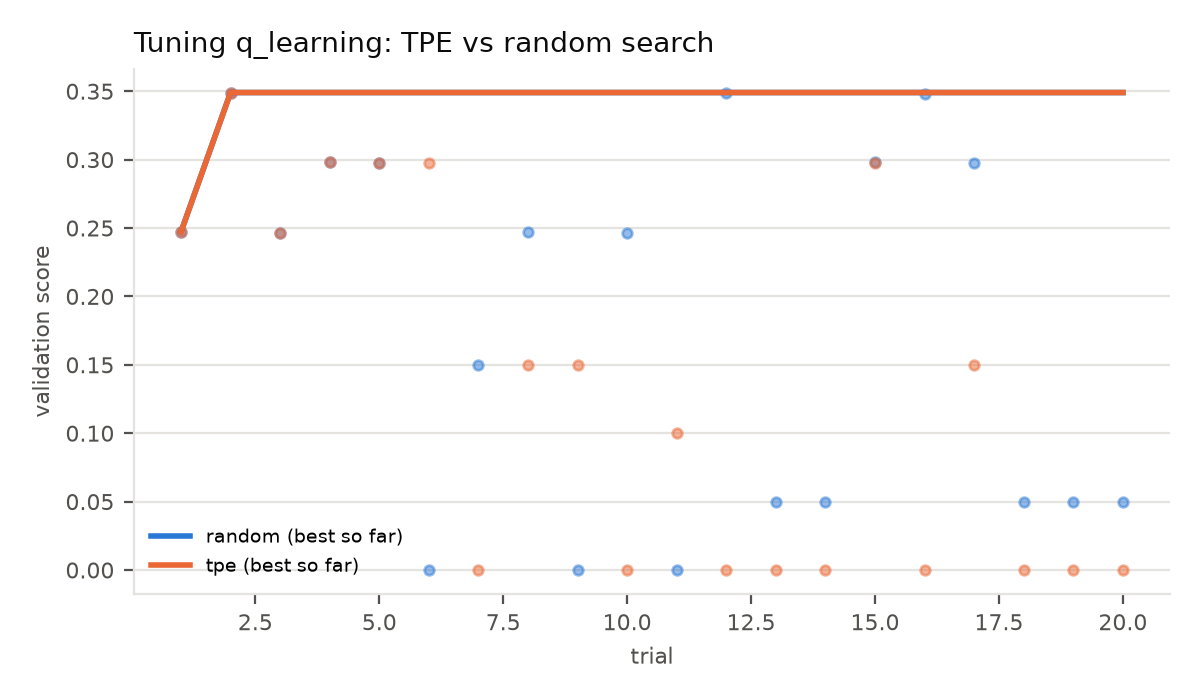 Tuning q_learning: TPE vs random search
validation score
0.35
0.30
0.25
0.20
0.15
0.10
0.05
0.00
random (best so far)
tpe (best so far)
2.5 5.0 7.5 10.0 12.5 15.0 17.5 20.0
trial